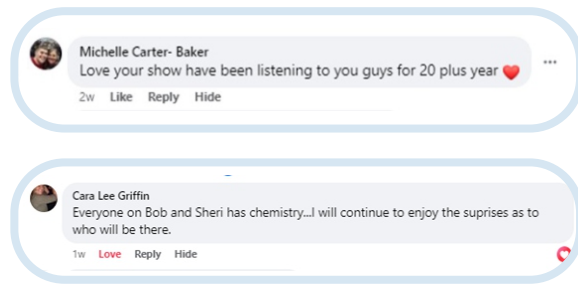 Michelle Carter- Baker
Love your show have been listening to you guys for 20 plus year ❤️
2w Like Reply Hide
Cara Lee Griffin
Everyone on Bob and Sheri has chemistry...I will continue to enjoy the suprises as to
who will be there.
1w Love Reply Hide